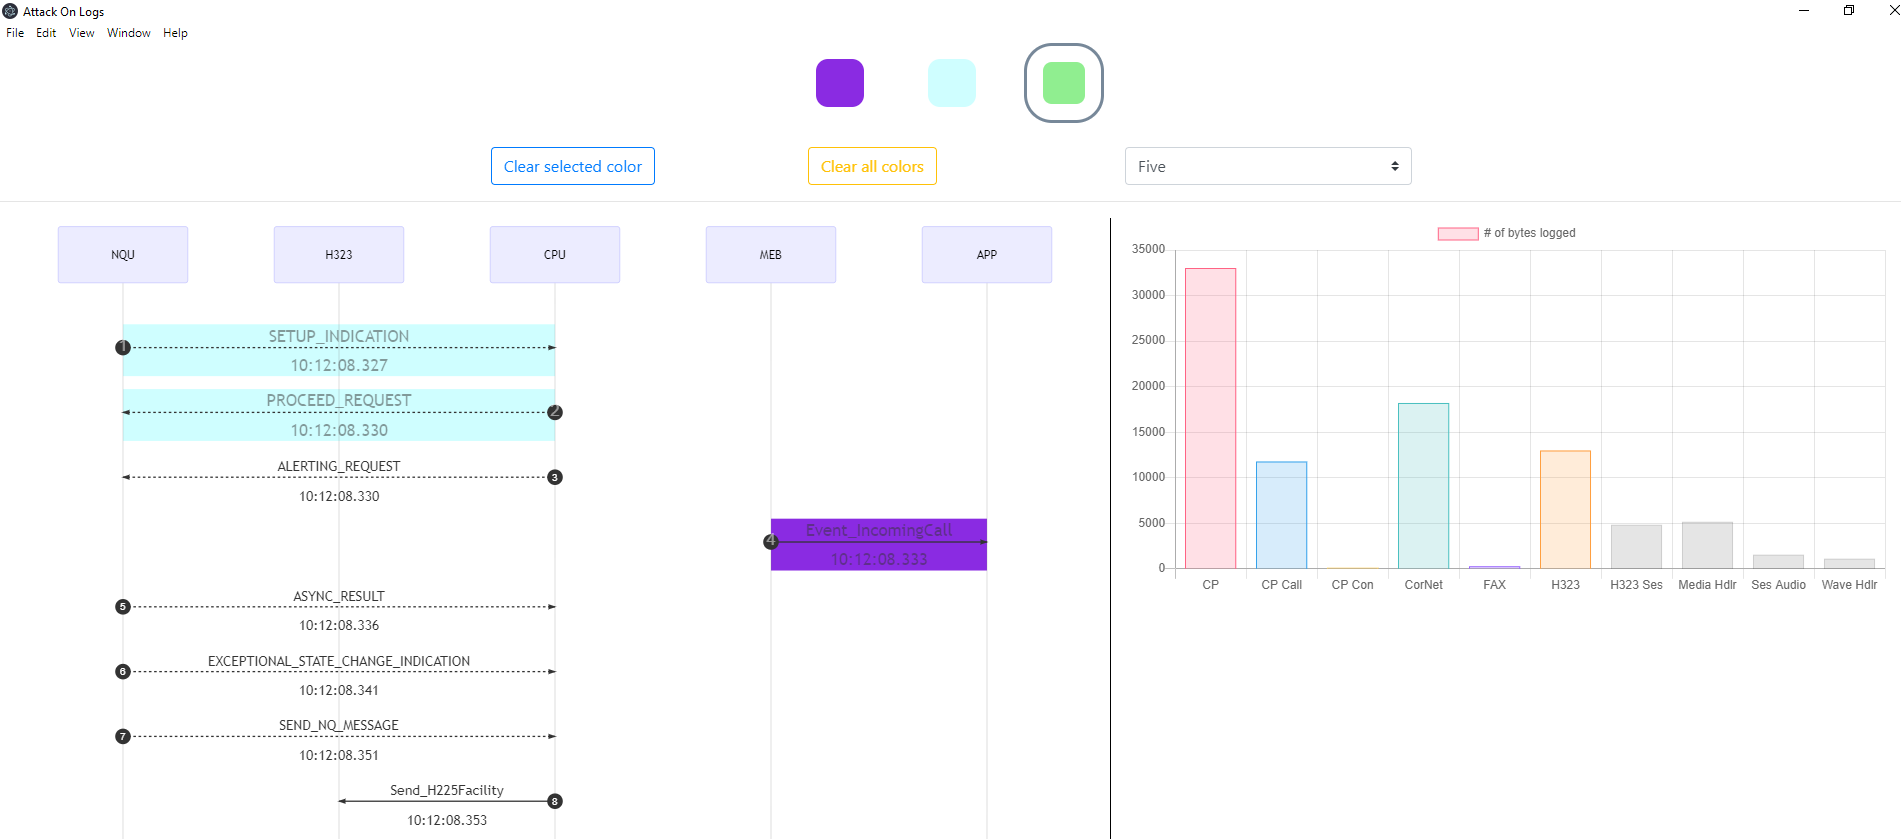 Attack On Logs
File Edit View Window Help
Clear selected color
Clear all colors
Five
NQU
H323
CPU
MEB
APP
SETUP_INDICATION
1
10:12:08.327
PROCEED_REQUEST
2
10:12:08.330
ALERTING_REQUEST
3
10:12:08.330
Event_IncomingCall
4
10:12:08.333
ASYNC_RESULT
5
10:12:08.336
EXCEPTIONAL_STATE_CHANGE_INDICATION
6
10:12:08.341
SEND_NQ_MESSAGE
7
10:12:08.351
Send_H225Facility
8
10:12:08.353
# of bytes logged
35000
30000
25000
20000
15000
10000
5000
0
CP
CP Call
CP Con
CorNet
FAX
H323
H323 Ses
Media Hdlr
Ses Audio
Wave Hdlr